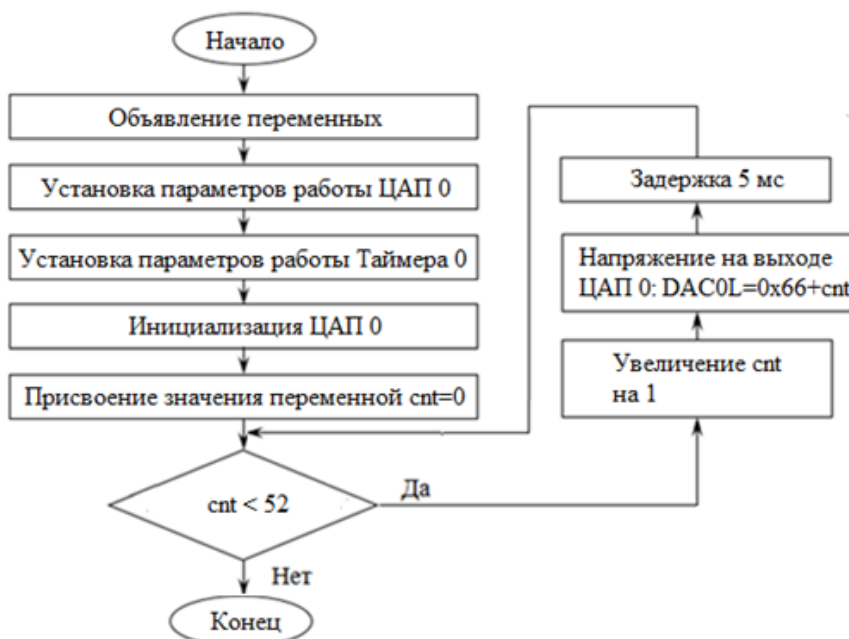 Начало
Объявление переменных
Установка параметров работы ЦАП 0
Установка параметров работы Таймера 0
Инициализация ЦАП 0
Присвоение значения переменной cnt=0
cnt < 52
Да
Нет
Конец
Задержка 5 мс
Напряжение на выходе
ЦАП 0: DAC0L=0x66+cnt
Увеличение cnt
на 1